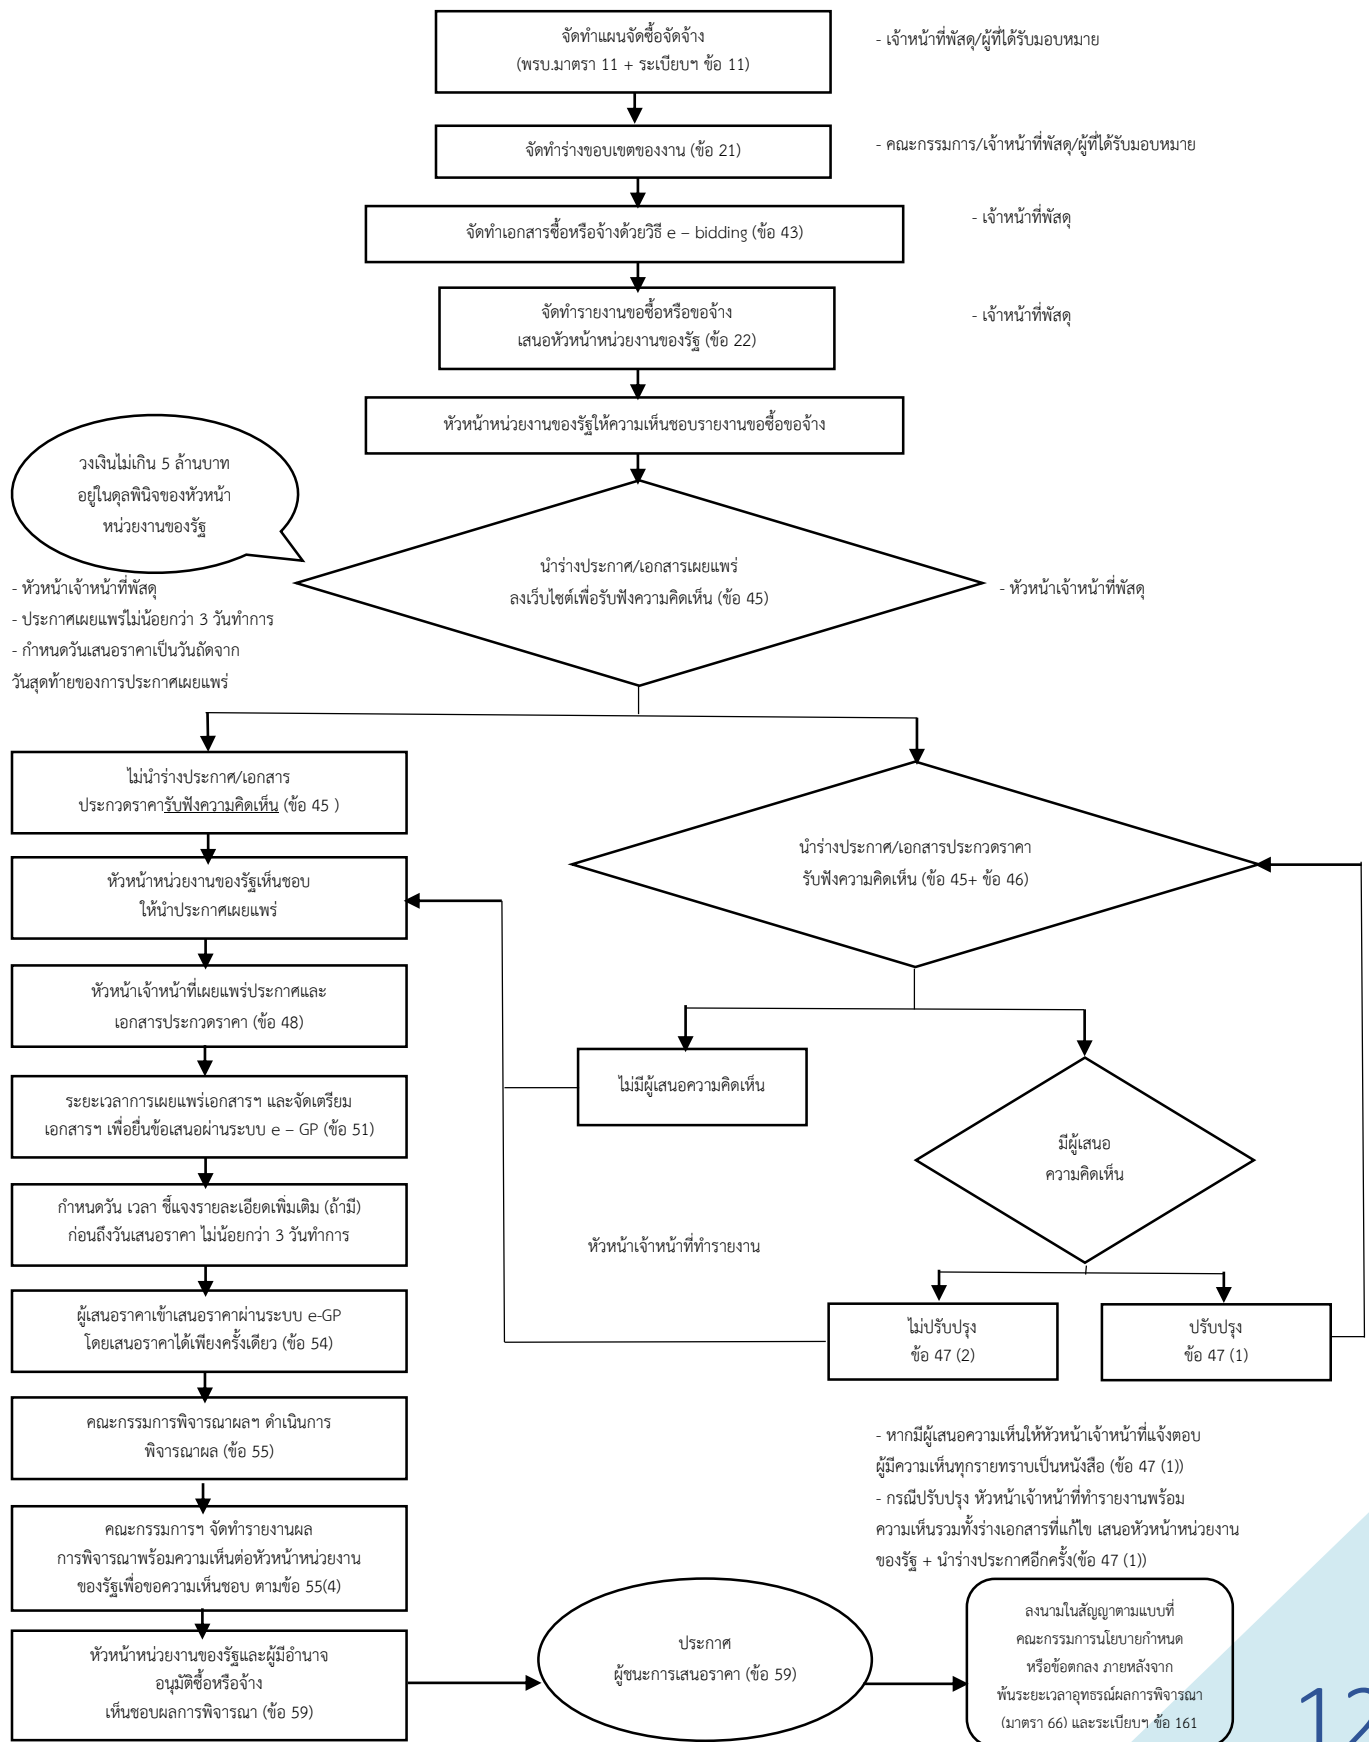 จัดทำแผนจัดซื้อจัดจ้าง
(พรบ.มาตรา 11 + ระเบียบฯ ข้อ 11)
- เจ้าหน้าที่พัสดุ/ผู้ที่ได้รับมอบหมาย
จัดทำร่างขอบเขตของงาน (ข้อ 21)
- คณะกรรมการ/เจ้าหน้าที่พัสดุ/ผู้ที่ได้รับมอบหมาย
จัดทำเอกสารซื้อหรือจ้างด้วยวิธี e – bidding (ข้อ 43)
- เจ้าหน้าที่พัสดุ
จัดทำรายงานขอซื้อหรือขอจ้าง
เสนอหัวหน้าหน่วยงานของรัฐ (ข้อ 22)
- เจ้าหน้าที่พัสดุ
หัวหน้าหน่วยงานของรัฐให้ความเห็นชอบรายงานขอซื้อขอจ้าง
วงเงินไม่เกิน 5 ล้านบาท
อยู่ในดุลพินิจของหัวหน้า
หน่วยงานของรัฐ
นำร่างประกาศ/เอกสารเผยแพร่
ลงเว็บไซต์เพื่อรับฟังความคิดเห็น (ข้อ 45)
- หัวหน้าเจ้าหน้าที่พัสดุ
- หัวหน้าเจ้าหน้าที่พัสดุ
- ประกาศเผยแพร่ไม่น้อยกว่า 3 วันทำการ
- กำหนดวันเสนอราคาเป็นวันถัดจาก
วันสุดท้ายของการประกาศเผยแพร่
ไม่นำร่างประกาศ/เอกสาร
ประกวดราคารับฟังความคิดเห็น (ข้อ 45 )
นำร่างประกาศ/เอกสารประกวดราคา
รับฟังความคิดเห็น (ข้อ 45+ ข้อ 46)
หัวหน้าหน่วยงานของรัฐเห็นชอบ
ให้นำประกาศเผยแพร่
หัวหน้าเจ้าหน้าที่เผยแพร่ประกาศและ
เอกสารประกวดราคา (ข้อ 48)
ไม่มีผู้เสนอความคิดเห็น
ระยะเวลาการเผยแพร่เอกสารฯ และจัดเตรียม
เอกสารฯ เพื่อยื่นข้อเสนอผ่านระบบ e – GP (ข้อ 51)
มีผู้เสนอ
ความคิดเห็น
กำหนดวัน เวลา ชี้แจงรายละเอียดเพิ่มเติม (ถ้ามี)
ก่อนถึงวันเสนอราคา ไม่น้อยกว่า 3 วันทำการ
หัวหน้าเจ้าหน้าที่ทำรายงาน
ผู้เสนอราคาเข้าเสนอราคาผ่านระบบ e-GP
โดยเสนอราคาได้เพียงครั้งเดียว (ข้อ 54)
ไม่ปรับปรุง
ข้อ 47 (2)
ปรับปรุง
ข้อ 47 (1)
คณะกรรมการพิจารณาผลฯ ดำเนินการ
พิจารณาผล (ข้อ 55)
- หากมีผู้เสนอความเห็นให้หัวหน้าเจ้าหน้าที่แจ้งตอบ
ผู้มีความเห็นทุกรายทราบเป็นหนังสือ (ข้อ 47 (1))
- กรณีปรับปรุง หัวหน้าเจ้าหน้าที่ทำรายงานพร้อม
ความเห็นรวมทั้งร่างเอกสารที่แก้ไข เสนอหัวหน้าหน่วยงาน
ของรัฐ + นำร่างประกาศอีกครั้ง(ข้อ 47 (1))
คณะกรรมการฯ จัดทำรายงานผล
การพิจารณาพร้อมความเห็นต่อหัวหน้าหน่วยงาน
ของรัฐเพื่อขอความเห็นชอบ ตามข้อ 55(4)
หัวหน้าหน่วยงานของรัฐและผู้มีอำนาจ
อนุมัติซื้อหรือจ้าง
เห็นชอบผลการพิจารณา (ข้อ 59)
ประกาศ
ผู้ชนะการเสนอราคา (ข้อ 59)
ลงนามในสัญญาตามแบบที่
คณะกรรมการนโยบายกำหนด
หรือข้อตกลง ภายหลังจาก
พ้นระยะเวลาอุทธรณ์ผลการพิจารณา
(มาตรา 66) และระเบียบฯ ข้อ 161
12